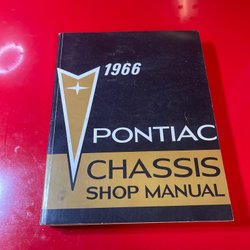 1966
PONTIAC
CHASSIS
SHOP MANUAL